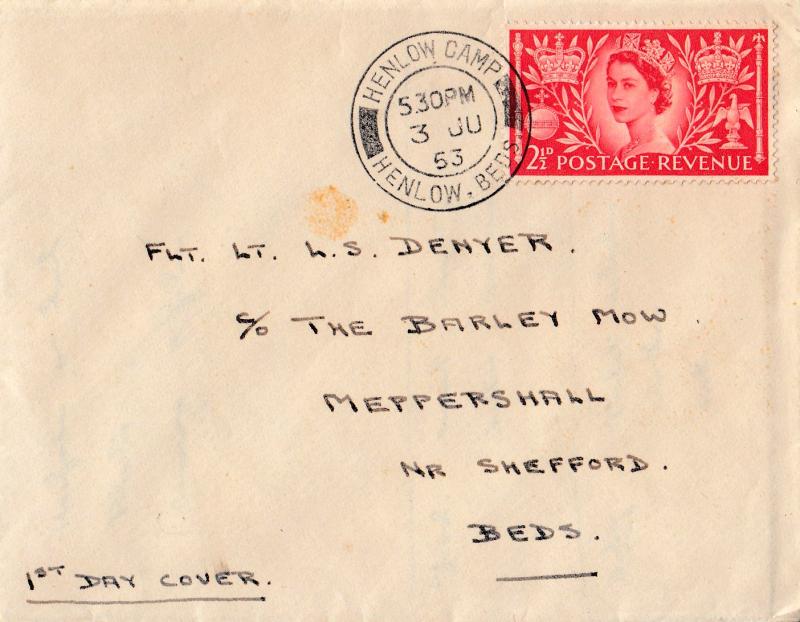 HENLOW CAMP
5.30PM
3 JU
53
HENLOW. BEDS.
2½D POSTAGE·REVENUE
FLT. LT. L.S. DENYER.
C/O THE BARLEY MOW.
MEPPERSHALL
NR SHEFFORD.
BEDS.
1ST DAY COVER.